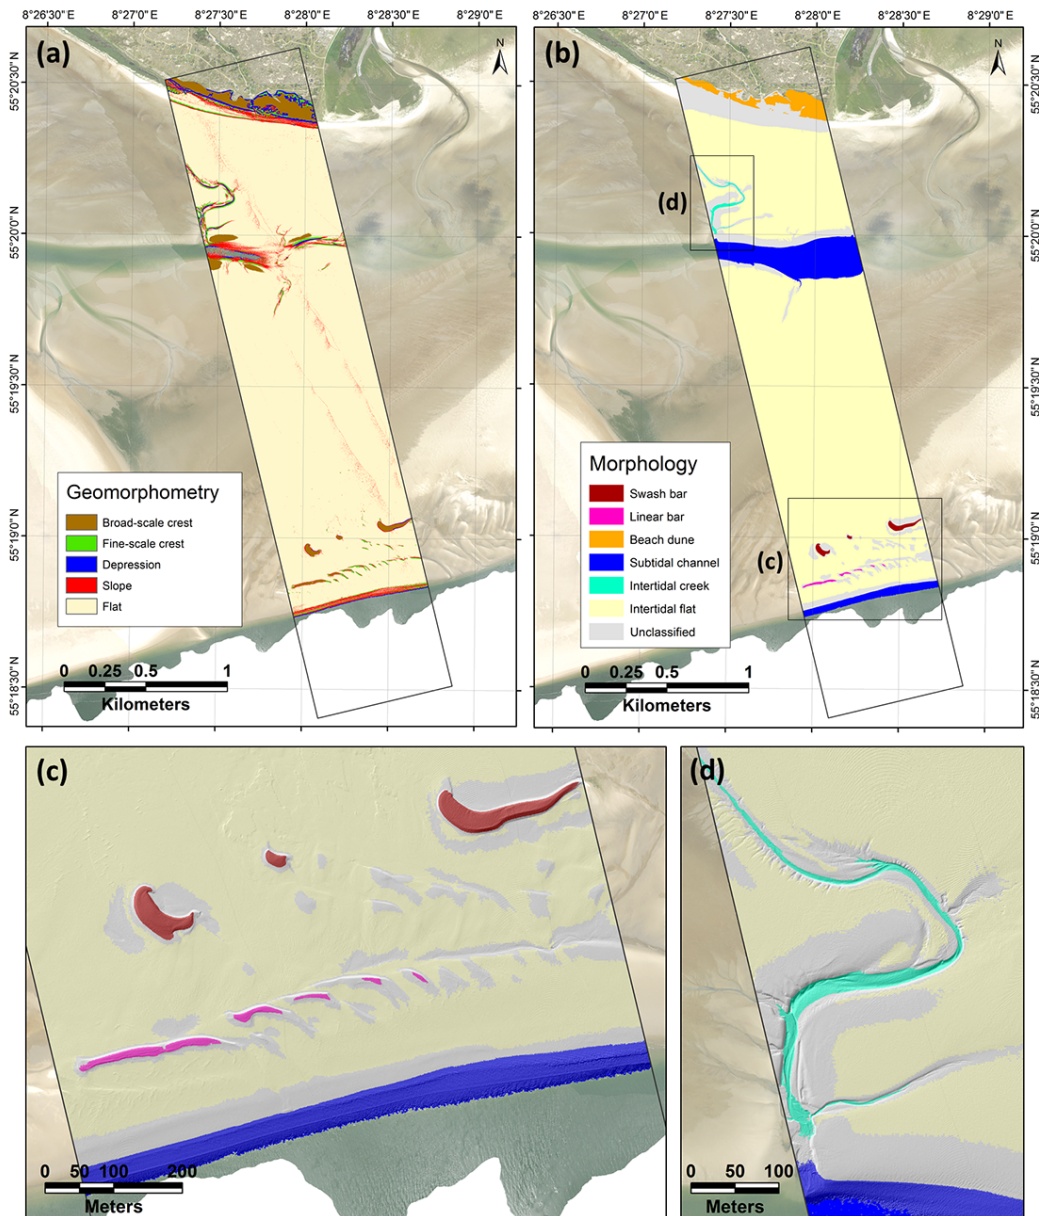 8°26'30"E 8°27'0"E 8°27'30"E 8°28'0"E 8°28'30"E 8°29'0"E
8°26'30"E 8°27'0"E 8°27'30"E 8°28'0"E 8°28'30"E 8°29'0"E
(a)
N
55°20'30"N
55°20'0"N
55°19'30"N
55°19'0"N
55°18'30"N
Geomorphometry
Broad-scale crest
Fine-scale crest
Depression
Slope
Flat
0 0.25 0.5 1
Kilometers
(b)
N
(d)
(c)
Morphology
Swash bar
Linear bar
Beach dune
Subtidal channel
Intertidal creek
Intertidal flat
Unclassified
0 0.25 0.5 1
Kilometers
55°20'30"N
55°20'0"N
55°19'30"N
55°19'0"N
55°18'30"N
(c)
0 50 100 200
Meters
(d)
0 50 100
Meters